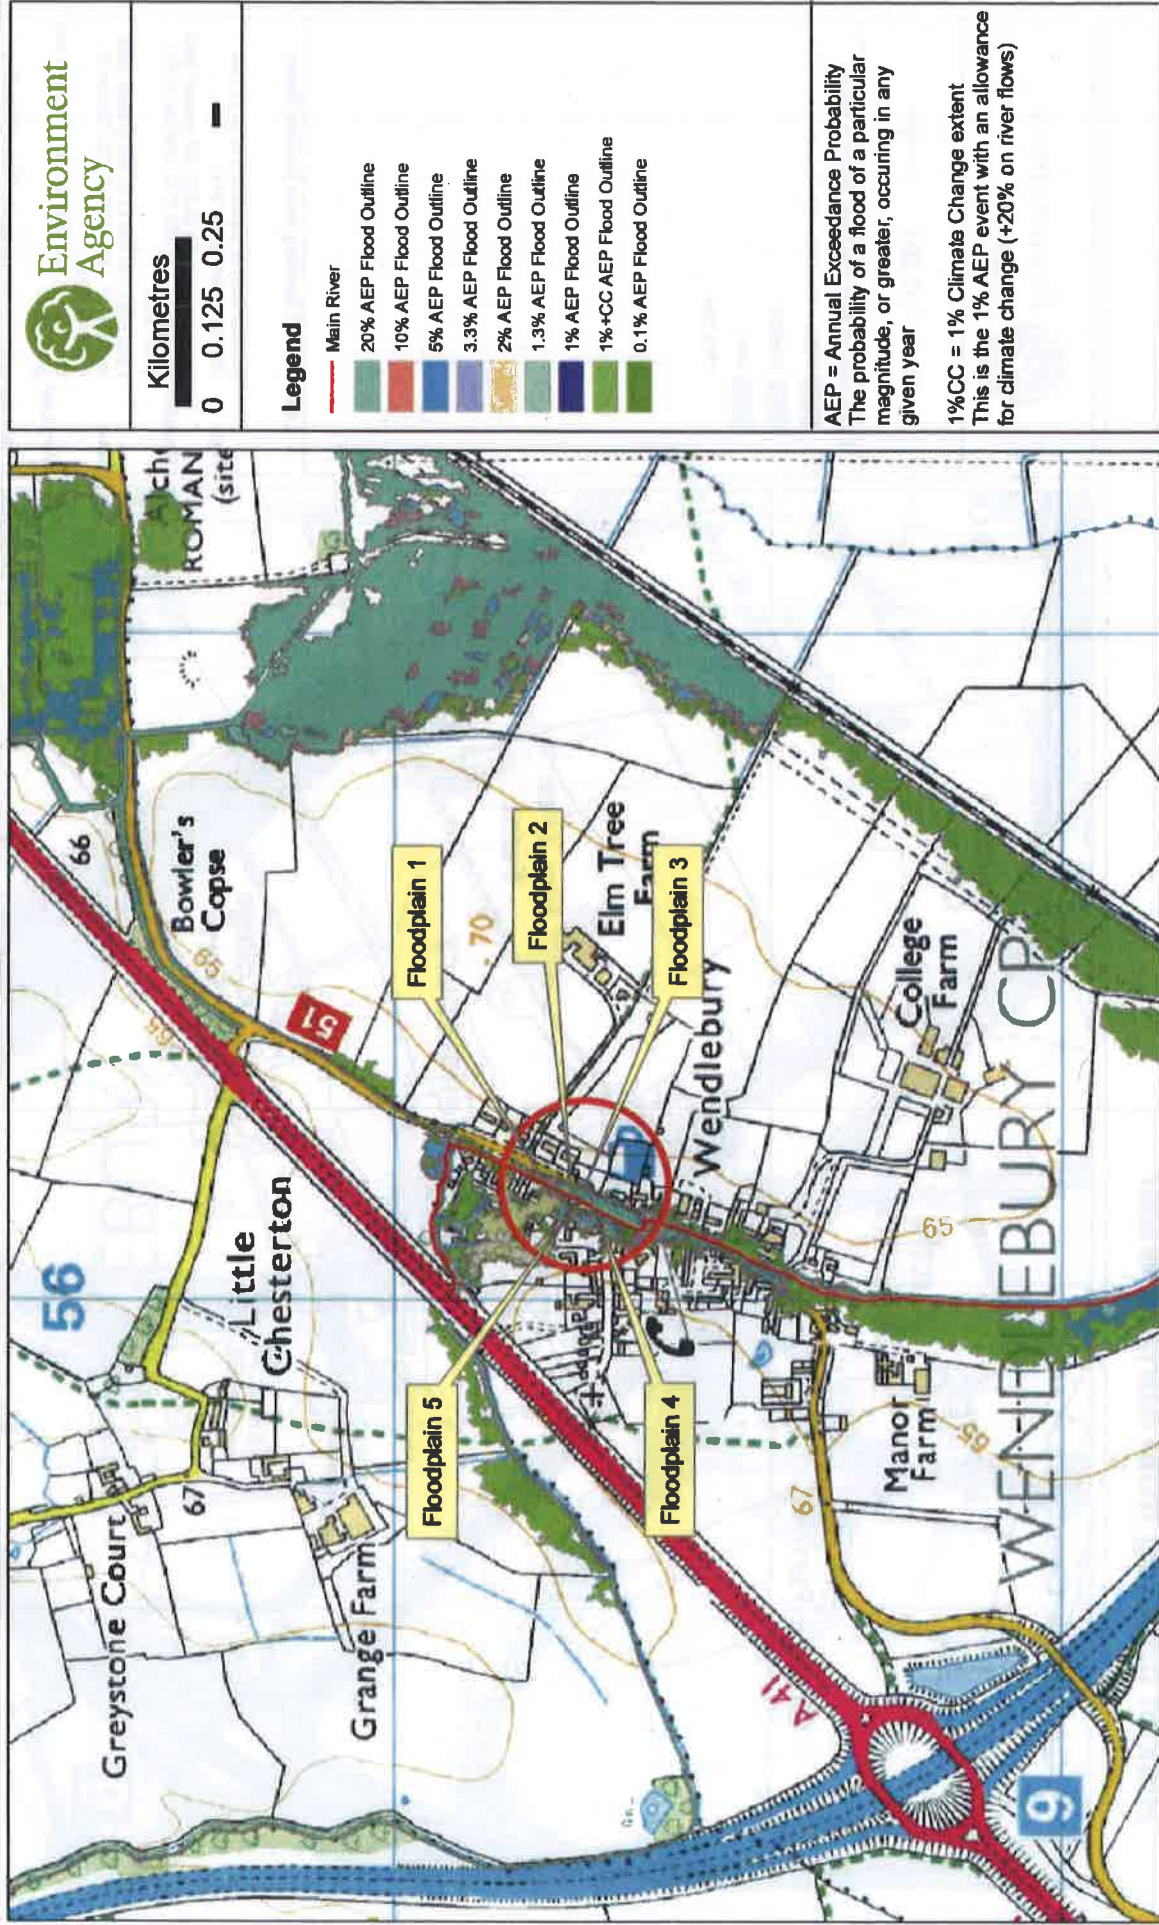 Environment
Agency
Kilometres
0 0.125 0.25
Legend
Main River
20% AEP Flood Outline
10% AEP Flood Outline
5% AEP Flood Outline
3.3% AEP Flood Outline
2% AEP Flood Outline
1.3% AEP Flood Outline
1% AEP Flood Outline
1%+CC AEP Flood Outline
0.1% AEP Flood Outline
AEP = Annual Exceedance Probability
The probability of a flood of a particular
magnitude, or greater, occuring in any
given year
1%CC = 1% Climate Change extent
This is the 1% AEP event with an allowance
for climate change (+20% on river flows)
56
Greystone Court
67
Little
Chesterton
Grange Farm
66
Bowler's
Copse
65
65
51
ROMAN
(site
70
Floodplain 1
Floodplain 2
Floodplain 3
Floodplain 4
Floodplain 5
Elm Tree
Farm
Wendlebury
College
Farm
65
Manor
Farm
65
67
WENDLEBURY CP
A 41
9